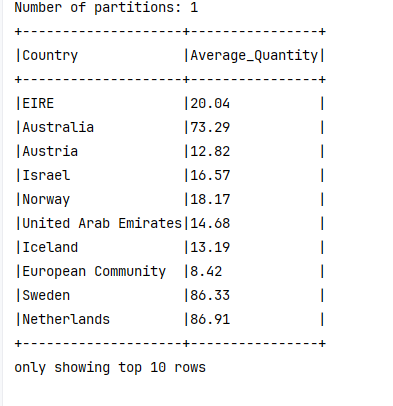 Number of partitions: 1
+--------------------+----------------+
|Country             |Average_Quantity|
+--------------------+----------------+
|EIRE                |20.04           |
|Australia           |73.29           |
|Austria             |12.82           |
|Israel              |16.57           |
|Norway              |18.17           |
|United Arab Emirates|14.68           |
|Iceland             |13.19           |
|European Community  |8.42            |
|Sweden              |86.33           |
|Netherlands         |86.91           |
+--------------------+----------------+
only showing top 10 rows